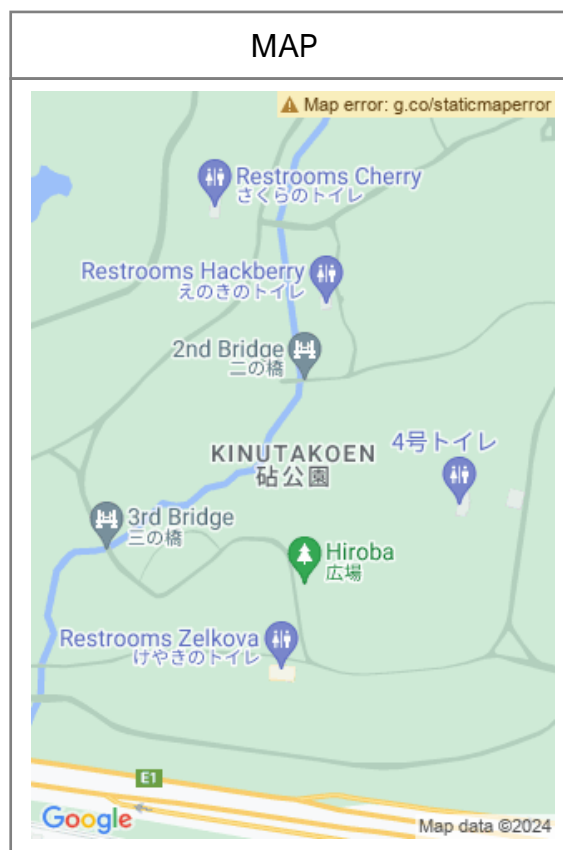 MAP
Map error: g.co/staticmaperror
Restrooms Cherry
さくらのトイレ
Restrooms Hackberry
えのきのトイレ
2nd Bridge
二の橋
KINUTAKOEN
砧公園
4号トイレ
3rd Bridge
三の橋
Hiroba
広場
Restrooms Zelkova
けやきのトイレ
E1
Google
Map data ©2024